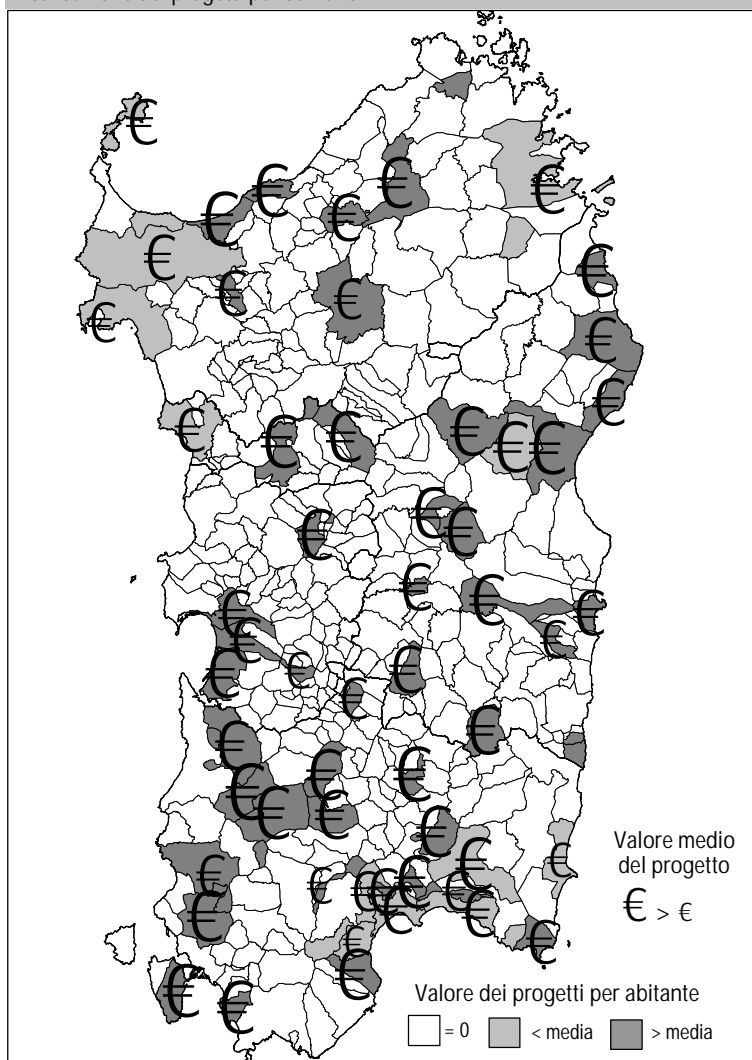 Valore medio
del progetto
€ > €
Valore dei progetti per abitante
= 0 < media > media